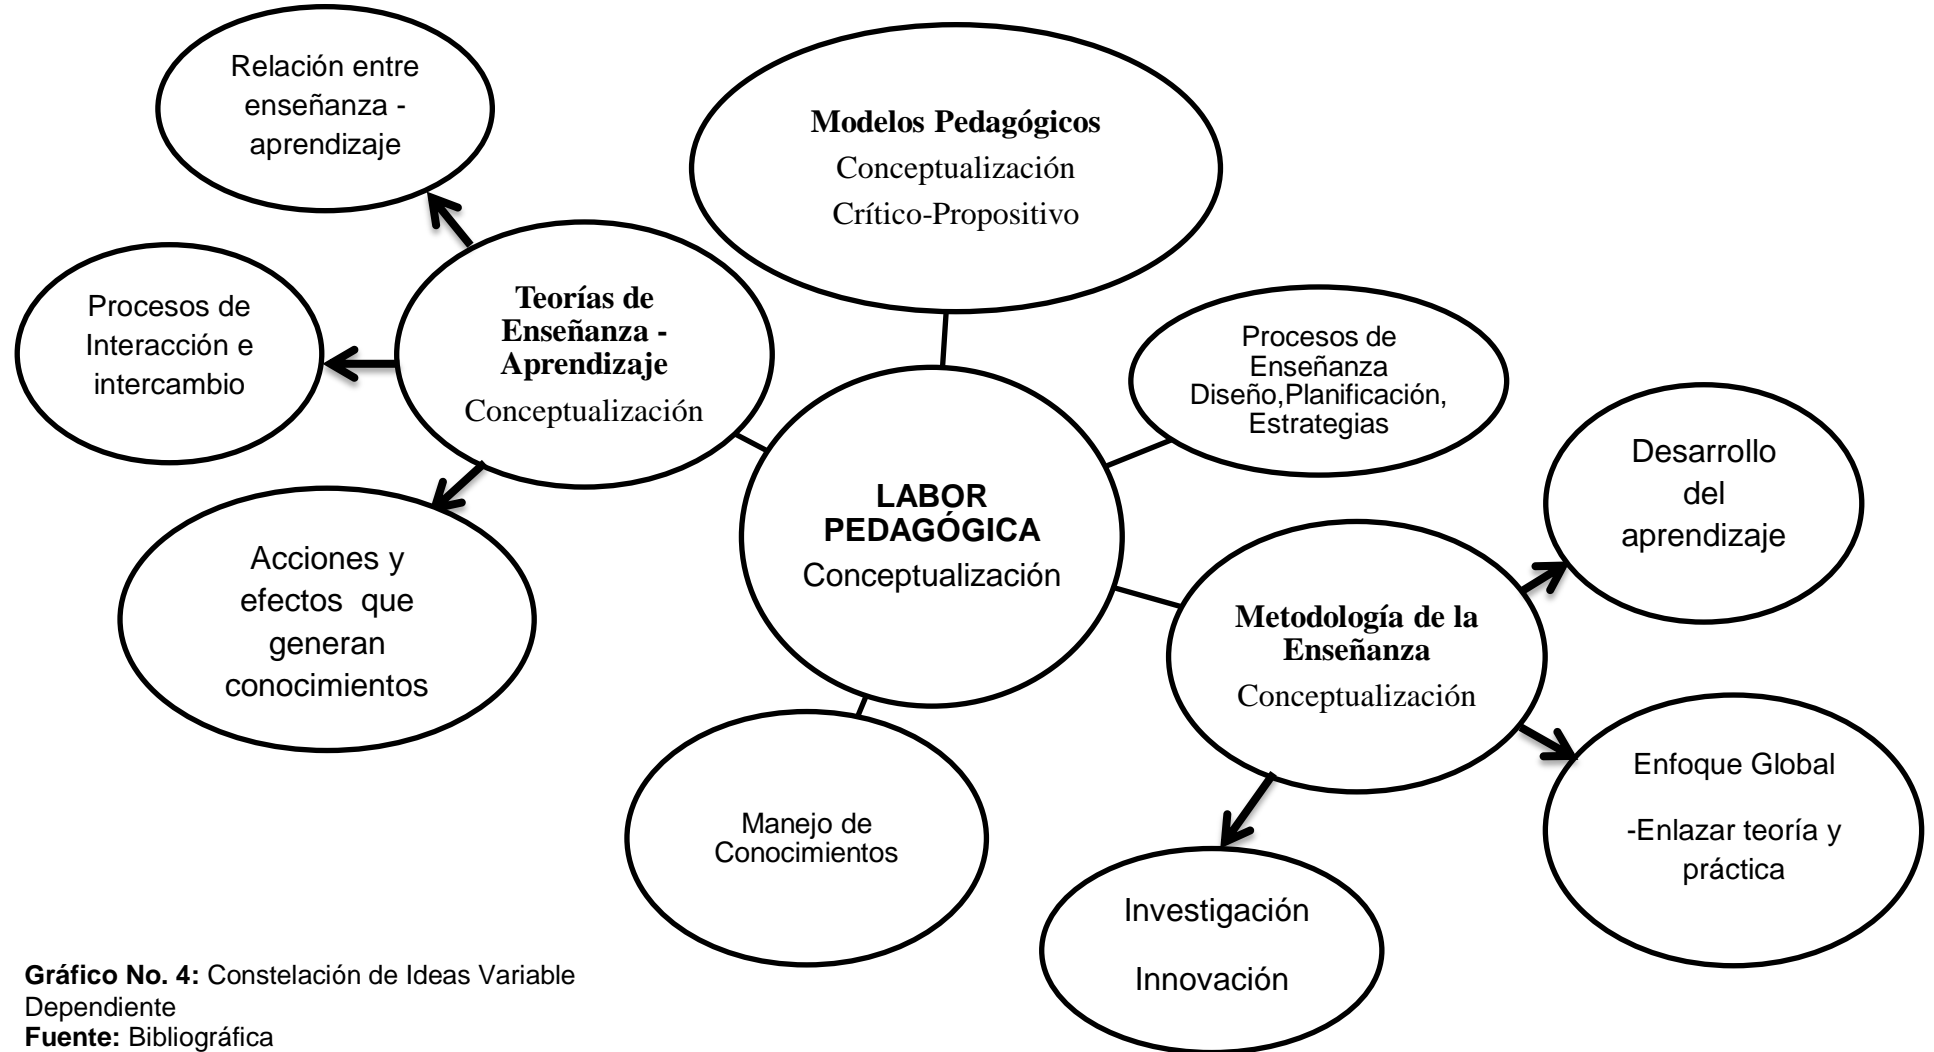 Relación entre
enseñanza -
aprendizaje
Modelos Pedagógicos
Conceptualización
Crítico-Propositivo
Procesos de
Interacción e
intercambio
Teorías de
Enseñanza -
Aprendizaje
Conceptualización
Procesos de
Enseñanza
Diseño,Planificación,
Estrategias
Desarrollo
del
aprendizaje
LABOR
PEDAGÓGICA
Conceptualización
Acciones y
efectos que
generan
conocimientos
Metodología de la
Enseñanza
Conceptualización
Enfoque Global
-Enlazar teoría y
práctica
Manejo de
Conocimientos
Investigación
Innovación
Gráfico No. 4: Constelación de Ideas Variable
Dependiente
Fuente: Bibliográfica